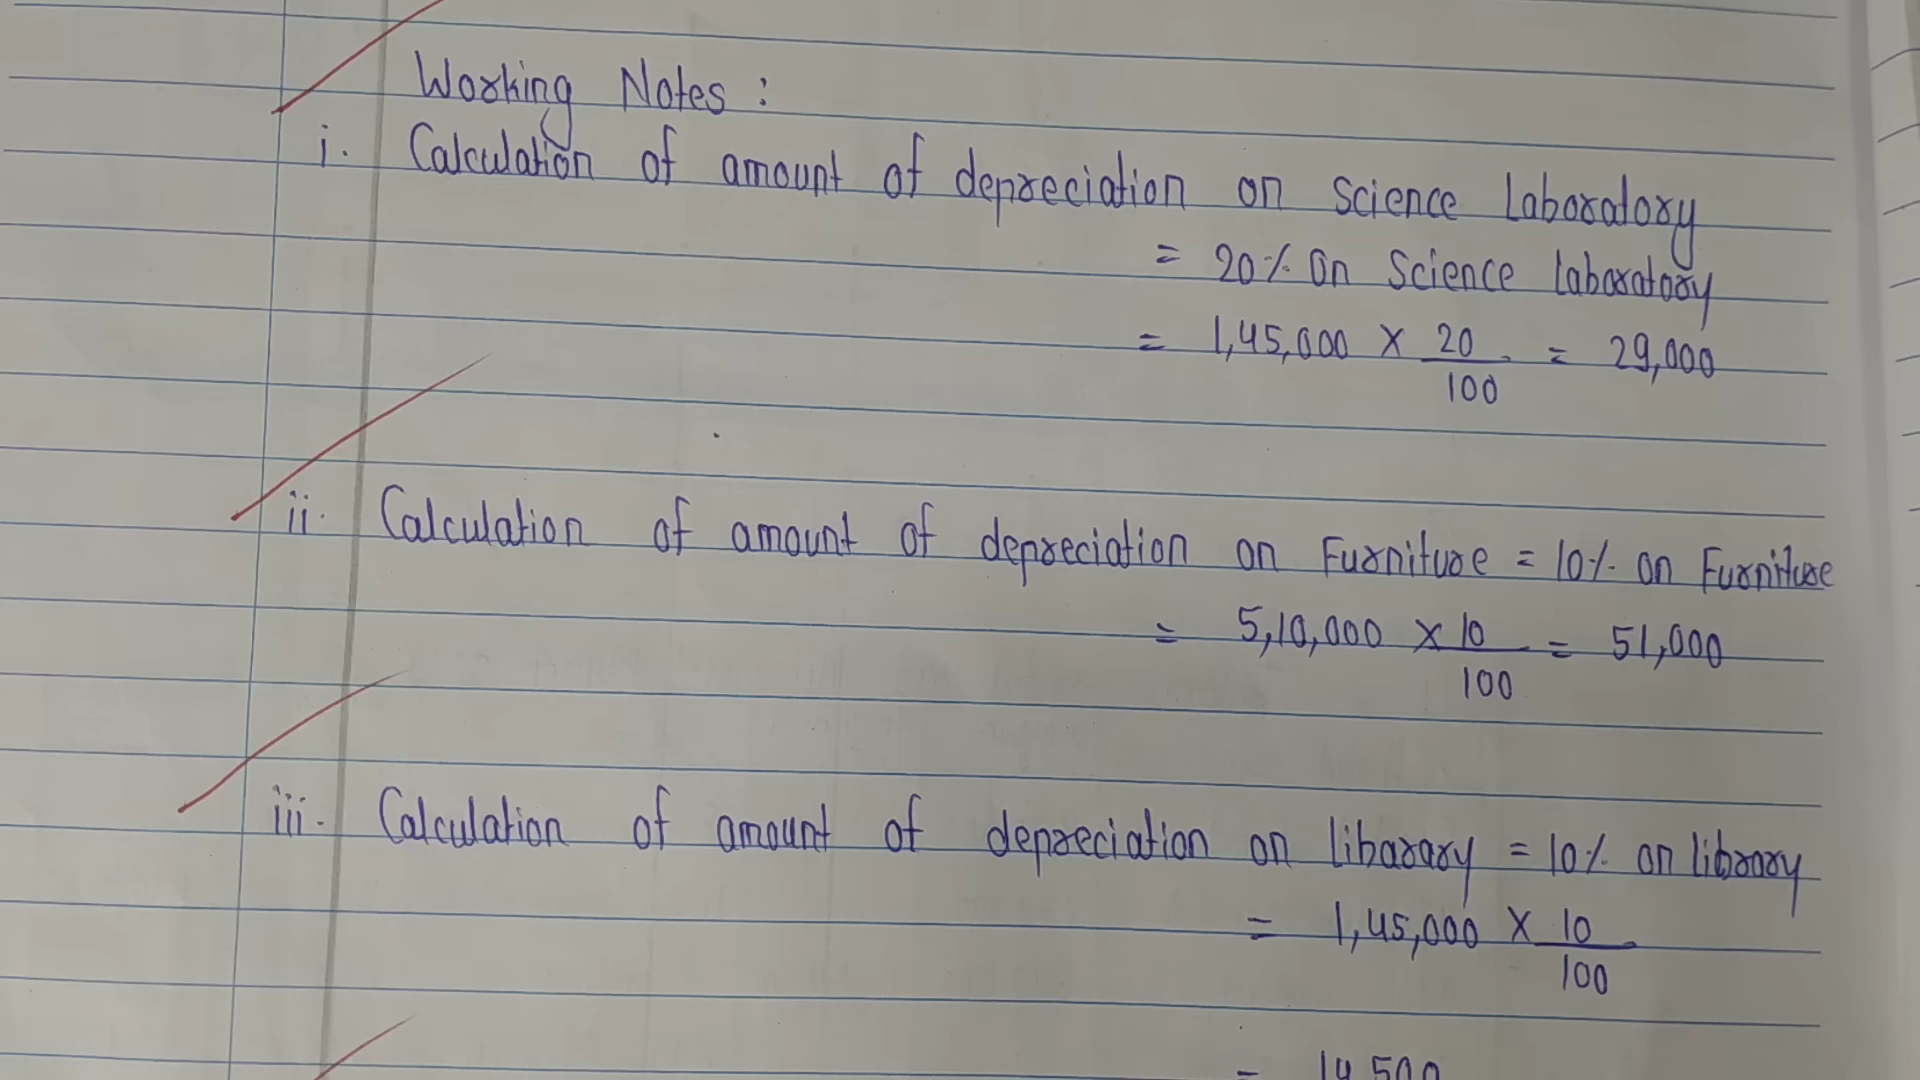 Working Notes :
i. Calculation of amount of depreciation on Science Laboratory
= 20% On Science laboratory
= 1,45,000 × 20/100 = 29,000
ii. Calculation of amount of depreciation on Furniture = 10% on Furniture
= 5,10,000 × 10/100 = 51,000
iii. Calculation of amount of depreciation on libarary = 10% on library
= 1,45,000 × 10/100
= 14,500